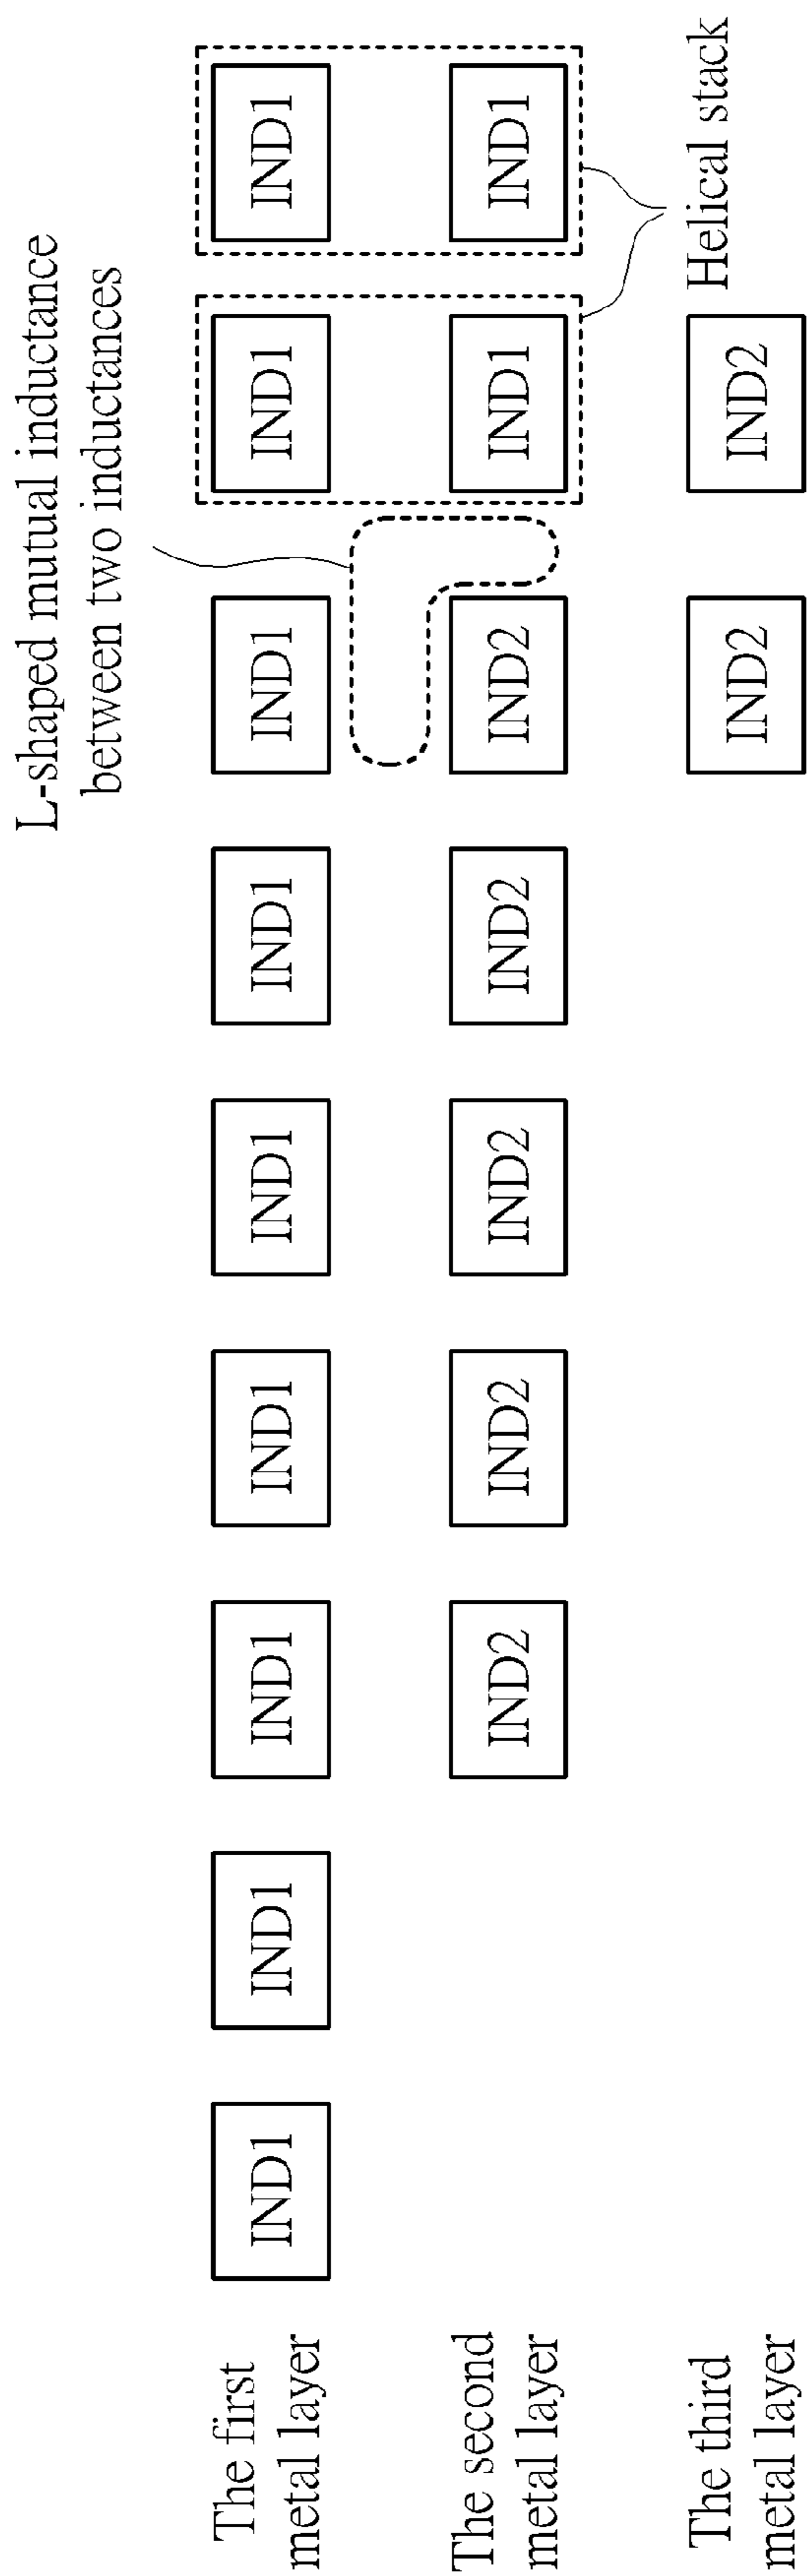 L-shaped mutual inductance
between two inductances
The first
metal layer
IND1 IND1 IND1 IND1 IND1 IND1 IND1 IND1 IND1
The second
metal layer
IND2 IND2 IND2 IND2 IND2 IND1 IND1
The third
metal layer
IND2 IND2
Helical stack